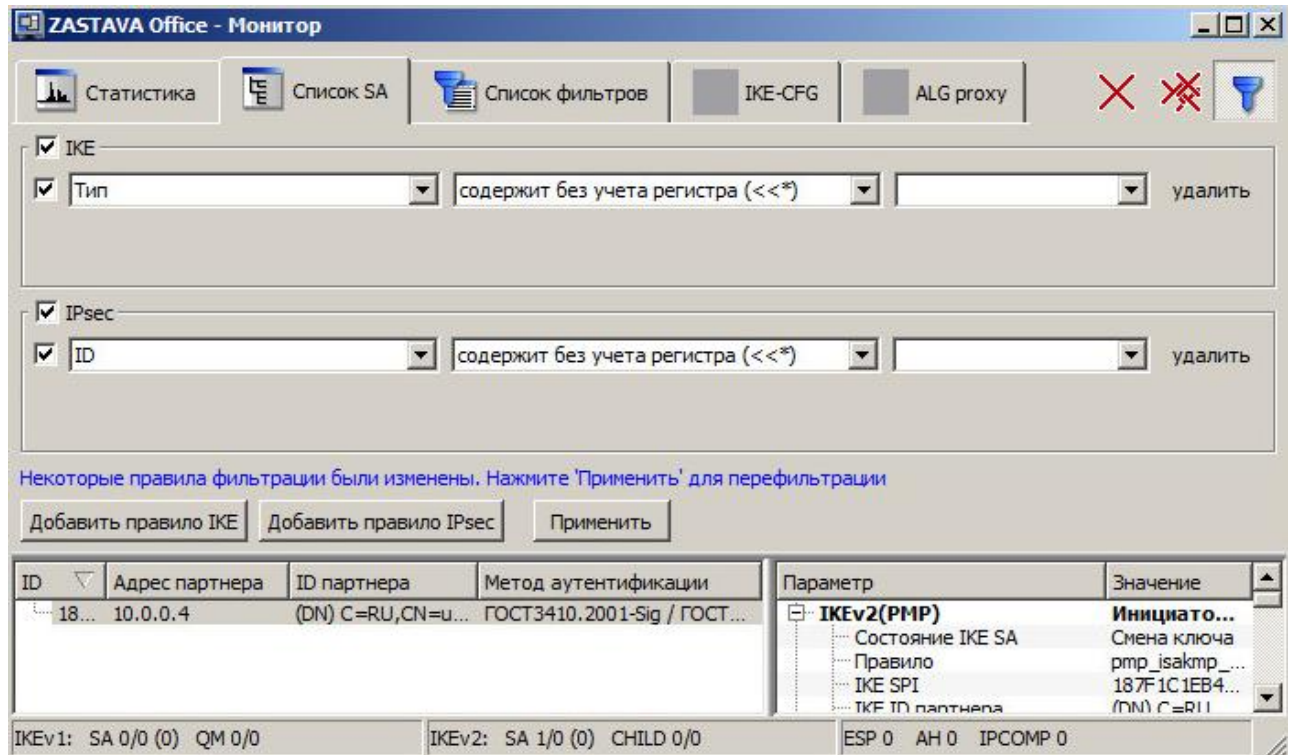 ZASTAVA Office - Монитор
Статистика Список SA Список фильтров IKE-CFG ALG proxy
IKE
Тип содержит без учета регистра (<<*) удалить
IPsec
ID содержит без учета регистра (<<*) удалить
Некоторые правила фильтрации были изменены. Нажмите 'Применить' для перефильтрации
Добавить правило IKE Добавить правило IPsec Применить
ID Адрес партнера ID партнера Метод аутентификации Параметр Значение
18... 10.0.0.4 (DN) C=RU,CN=u... ГОСТ3410.2001-Sig / ГОСТ... IKEv2(PMP) Инициато...
Состояние IKE SA Смена ключа
Правило pmp_isakmp_...
IKE SPI 187F1C1EB4...
IKE ID партнера (DN) C=RU
IKEv1: SA 0/0 (0) QM 0/0 IKEv2: SA 1/0 (0) CHILD 0/0 ESP 0 AH 0 IPCOMP 0